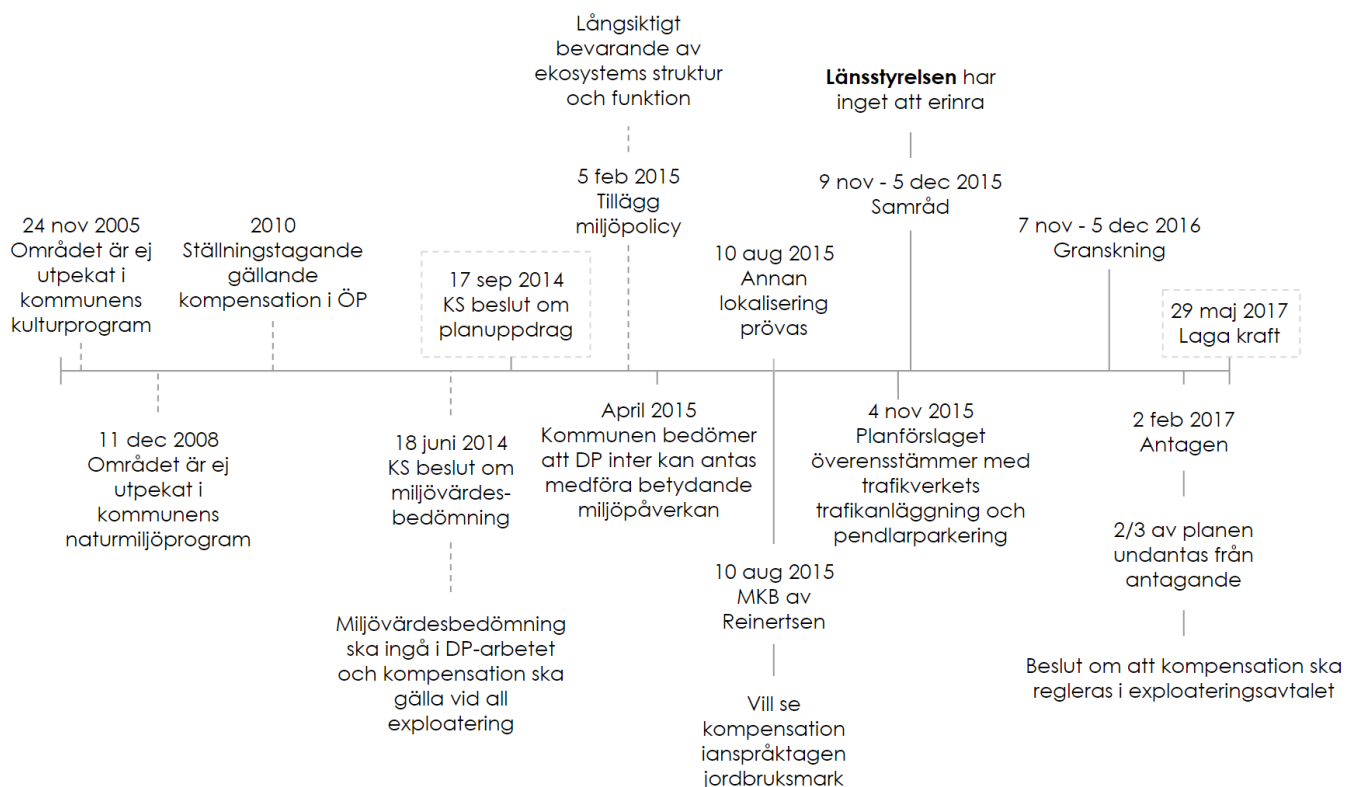 Långsiktigt
bevarande av
ekosystems struktur
och funktion
Länsstyrelsen har
inget att erinra
5 feb 2015
Tillägg
miljöpolicy
9 nov - 5 dec 2015
Samråd
24 nov 2005
Området är ej
utpekat i
kommunens
kulturprogram
2010
Ställningstagande
gällande
kompensation i ÖP
17 sep 2014
KS beslut om
planuppdrag
10 aug 2015
Annan
lokalisering
prövas
7 nov - 5 dec 2016
Granskning
29 maj 2017
Laga kraft
11 dec 2008
Området är ej
utpekat i
kommunens
naturmiljöprogram
18 juni 2014
KS beslut om
miljövärdes-
bedömning
Miljövärdesbedömning
ska ingå i DP-arbetet
och kompensation ska
gälla vid all
exploatering
April 2015
Kommunen bedömer
att DP inter kan antas
medföra betydande
miljöpåverkan
10 aug 2015
MKB av
Reinertsen
Vill se
kompensation
ianspråktagen
jordbruksmark
4 nov 2015
Planförslaget
överensstämmer med
trafikverkets
trafikanläggning och
pendlarparkering
2 feb 2017
Antagen
2/3 av planen
undantas från
antagande
Beslut om att kompensation ska
regleras i exploateringsavtalet